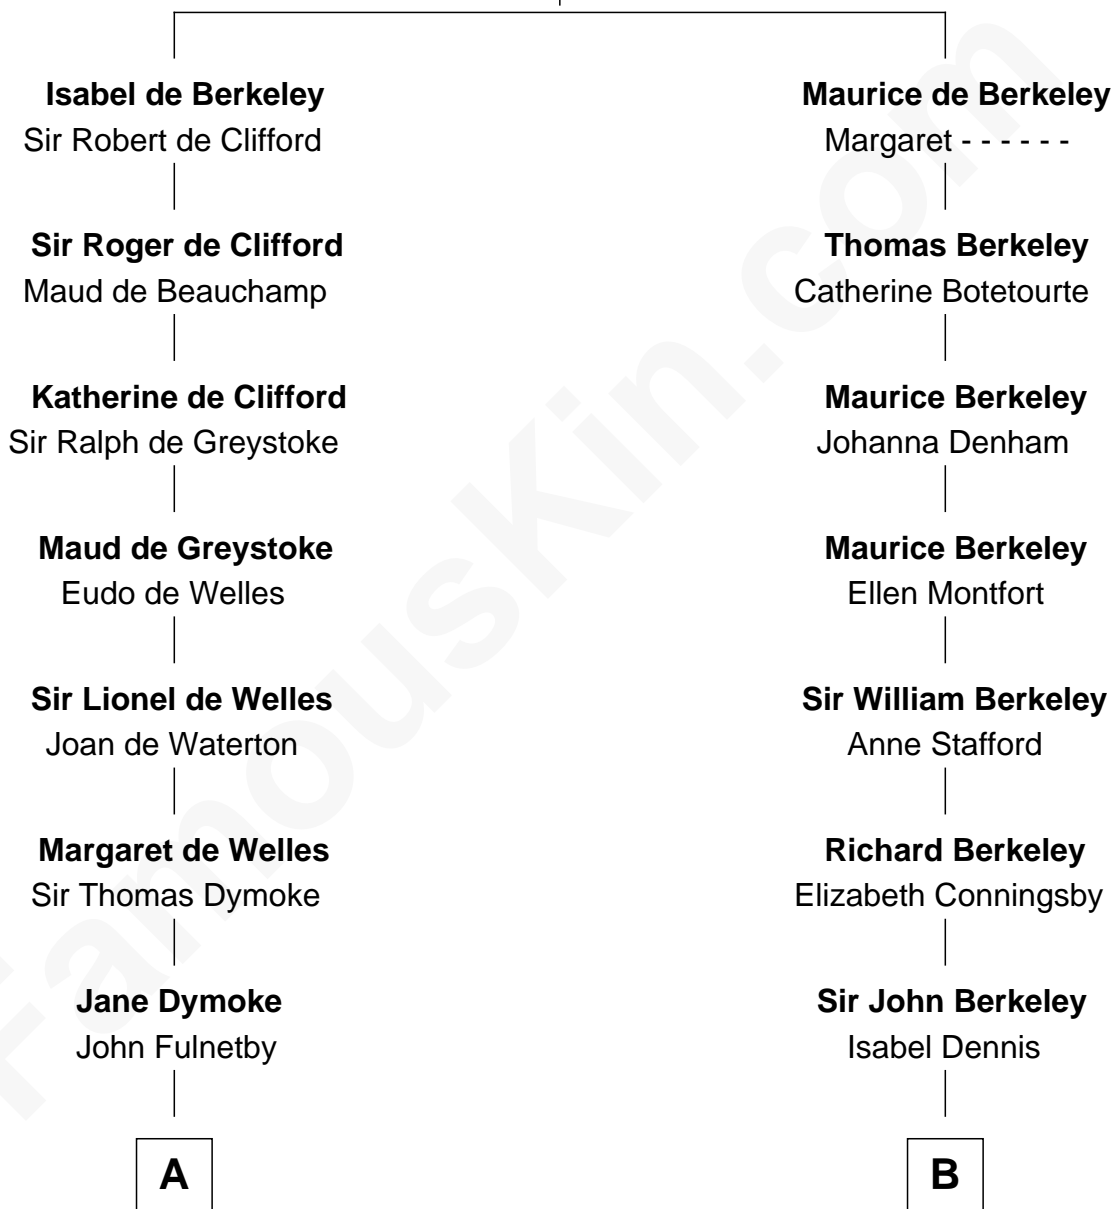 Isabel de Berkeley
Sir Robert de Clifford
Sir Roger de Clifford
Maud de Beauchamp
Katherine de Clifford
Sir Ralph de Greystoke
Maud de Greystoke
Eudo de Welles
Sir Lionel de Welles
Joan de Waterton
Margaret de Welles
Sir Thomas Dymoke
Jane Dymoke
John Fulnetby
A
Maurice de Berkeley
Margaret - - - - - -
Thomas Berkeley
Catherine Botetourte
Maurice Berkeley
Johanna Denham
Maurice Berkeley
Ellen Montfort
Sir William Berkeley
Anne Stafford
Richard Berkeley
Elizabeth Conningsby
Sir John Berkeley
Isabel Dennis
B
FamousKin.com